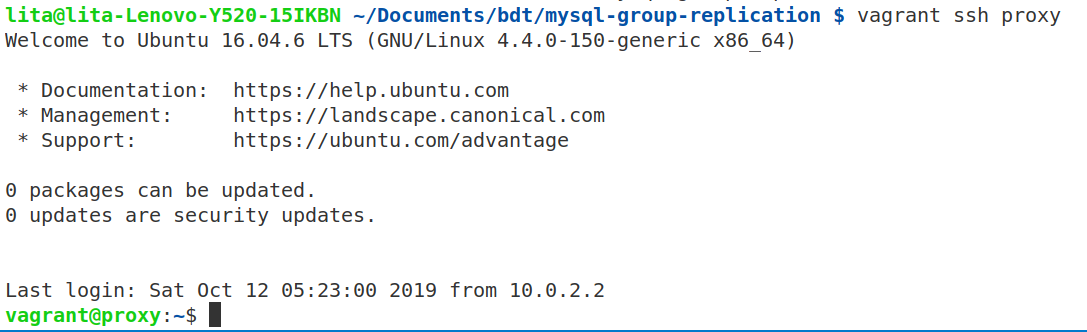 lita@lita-Lenovo-Y520-15IKBN ~/Documents/bdt/mysql-group-replication $ vagrant ssh proxy
Welcome to Ubuntu 16.04.6 LTS (GNU/Linux 4.4.0-150-generic x86_64)
* Documentation:  https://help.ubuntu.com
* Management:     https://landscape.canonical.com
* Support:        https://ubuntu.com/advantage
0 packages can be updated.
0 updates are security updates.
Last login: Sat Oct 12 05:23:00 2019 from 10.0.2.2
vagrant@proxy:~$